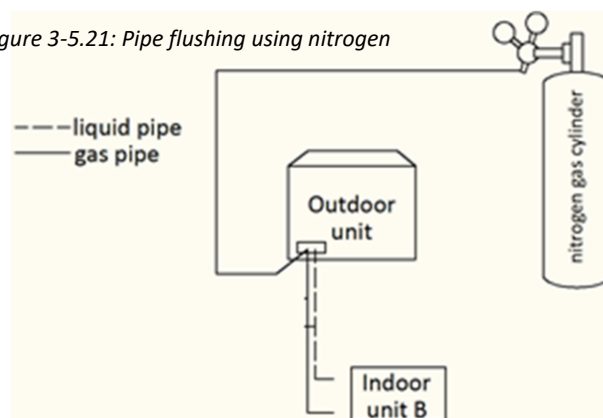 gure 3-5.21: Pipe flushing using nitrogen
liquid pipe
gas pipe
nitrogen gas cylinder
Outdoor
unit
Indoor
unit B